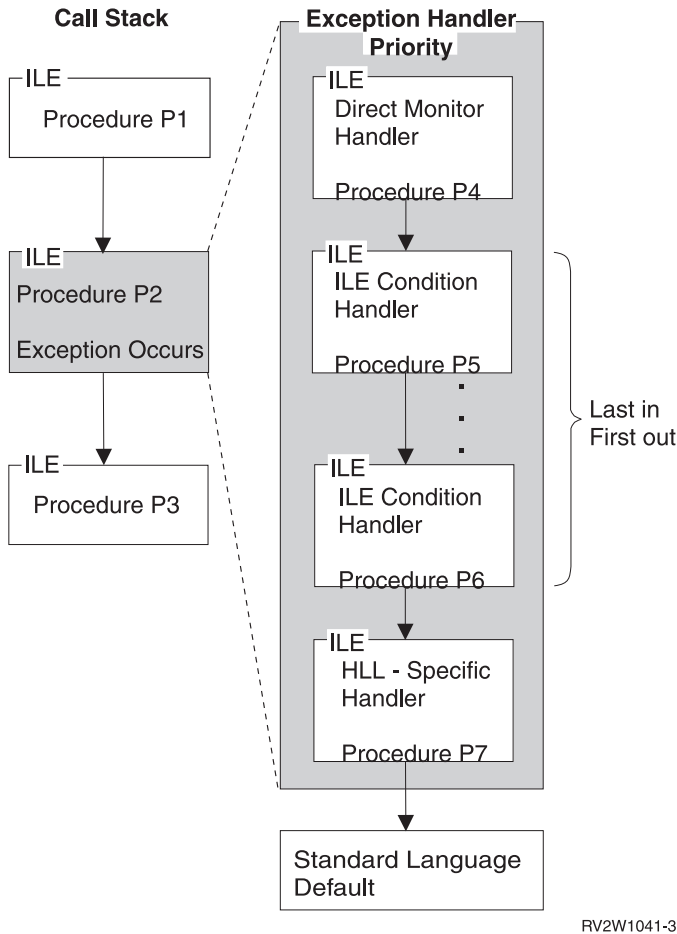 Call Stack
ILE
Procedure P1
ILE
Procedure P2
Exception Occurs
ILE
Procedure P3
Exception Handler
Priority
ILE
Direct Monitor
Handler
Procedure P4
ILE
ILE Condition
Handler
Procedure P5
ILE
ILE Condition
Handler
Procedure P6
Last in
First out
ILE
HLL - Specific
Handler
Procedure P7
Standard Language
Default
RV2W1041-3